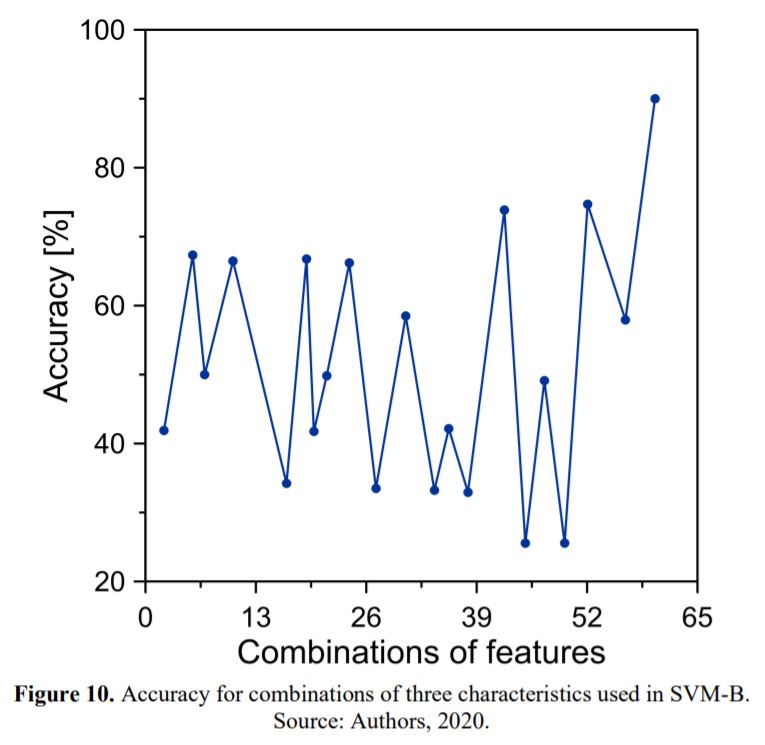 100
80
60
40
20
Accuracy [%]
0 13 26 39 52 65
Combinations of features
Figure 10. Accuracy for combinations of three characteristics used in SVM-B.
Source: Authors, 2020.